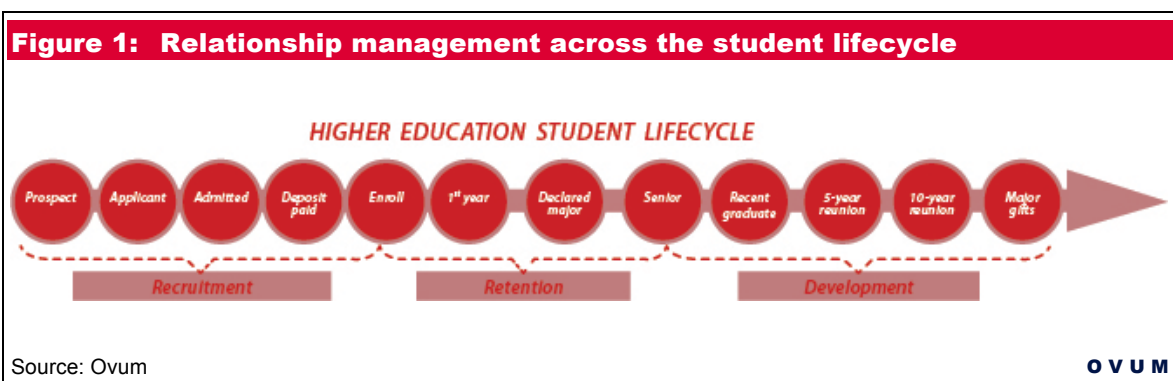 Figure 1: Relationship management across the student lifecycle
HIGHER EDUCATION STUDENT LIFECYCLE
Prospect
Applicant
Admitted
Deposit
paid
Enroll
1st year
Declared
major
Senior
Recent
graduate
5-year
reunion
10-year
reunion
Major
gifts
Recruitment
Retention
Development
Source: Ovum
OVUM